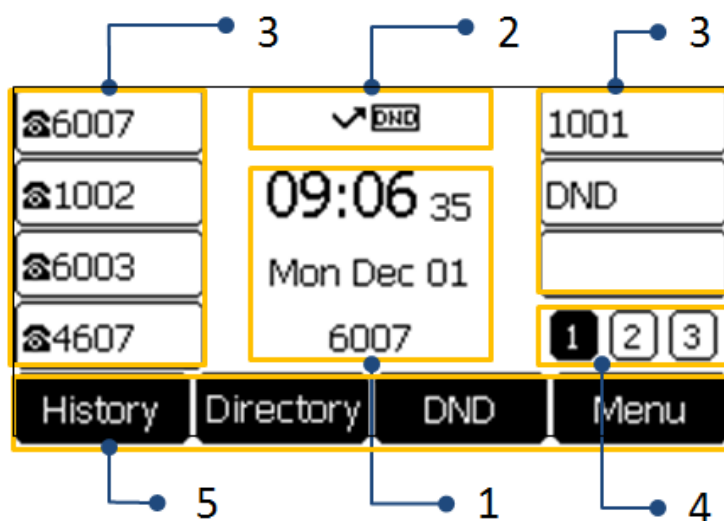 3
2
3
☎6007
DND
1001
☎1002
09:06 35
DND
☎6003
Mon Dec 01
☎4607
6007
1 2 3
History
Directory
DND
Menu
5
1
4